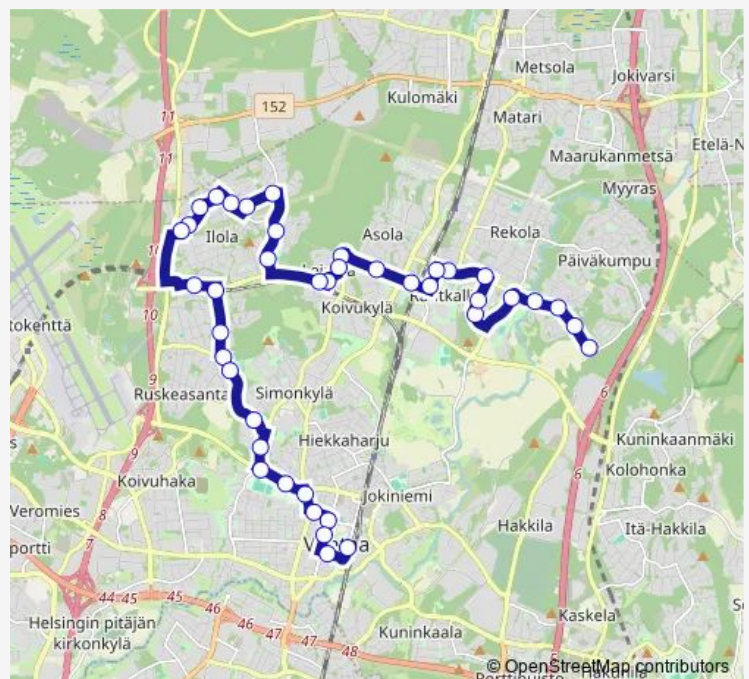 Metsola
Jokivarsi
Kulomäki
152
Matari
11
11
Maarukanmetsä
Etelä-N
Myyras
Ilola
Asola
Rekola
10
Päiväkumpu
Koivukylä
tokenttä
10
9
Ruskeasanta
Simonkylä
6
Hiekkaharju
Kuninkaanmäki
9
Kolohonka
6
Koivuhaka
Jokiniemi
Veromies
8
Hakkila
Itä-Hakkila
portti
7
44 45
45
46
46
47
47
48
Kaskela
Helsingin pitäjän
kirkonkylä
Kuninkaala
© OpenStreetMap contributors